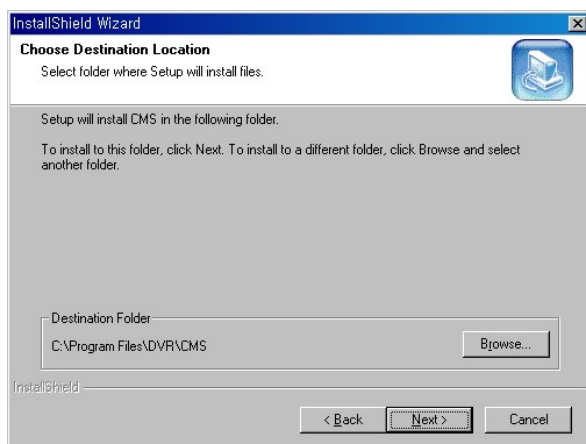 InstallShield Wizard
Choose Destination Location
Select folder where Setup will install files.
Setup will install CMS in the following folder.
To install to this folder, click Next. To install to a different folder, click Browse and select
another folder.
Destination Folder
C:\Program Files\DVR\CMS
Browse...
InstallShield
< Back
Next >
Cancel